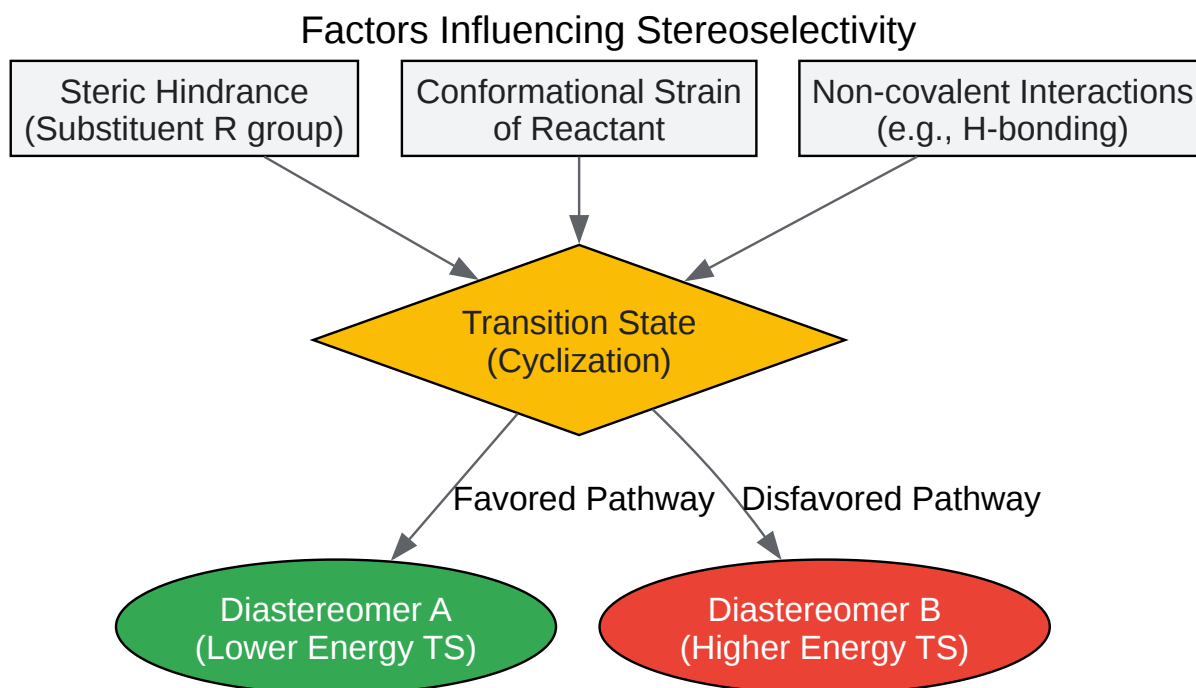 Factors Influencing Stereoselectivity
Steric Hindrance
(Substituent R group)
Conformational Strain
of Reactant
Non-covalent Interactions
(e.g., H-bonding)
Transition State
(Cyclization)
Favored Pathway
Disfavored Pathway
Diastereomer A
(Lower Energy TS)
Diastereomer B
(Higher Energy TS)